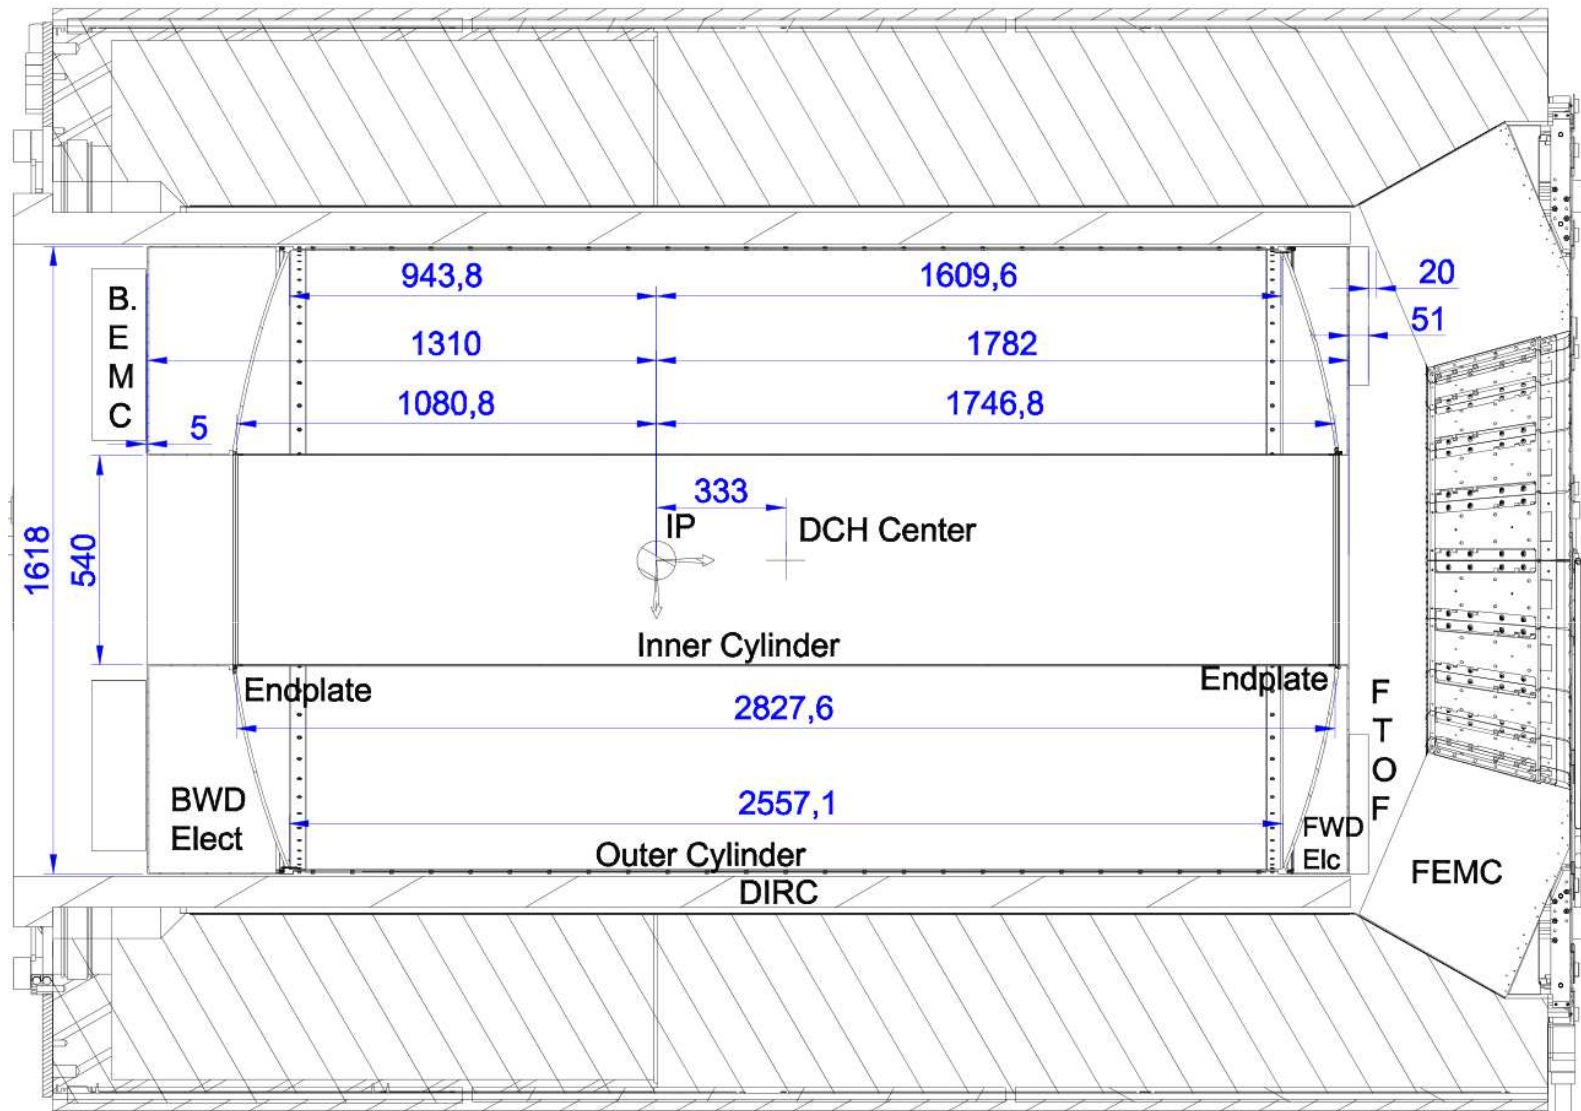 943,8
1609,6
20
B.
E
M
C
51
1310
1782
1080,8
1746,8
5
333
IP
DCH Center
1618
540
Inner Cylinder
Endplate
Endplate
2827,6
F
T
O
F
BWD
Elect
2557,1
FWD
Elc
Outer Cylinder
DIRC
FEMC